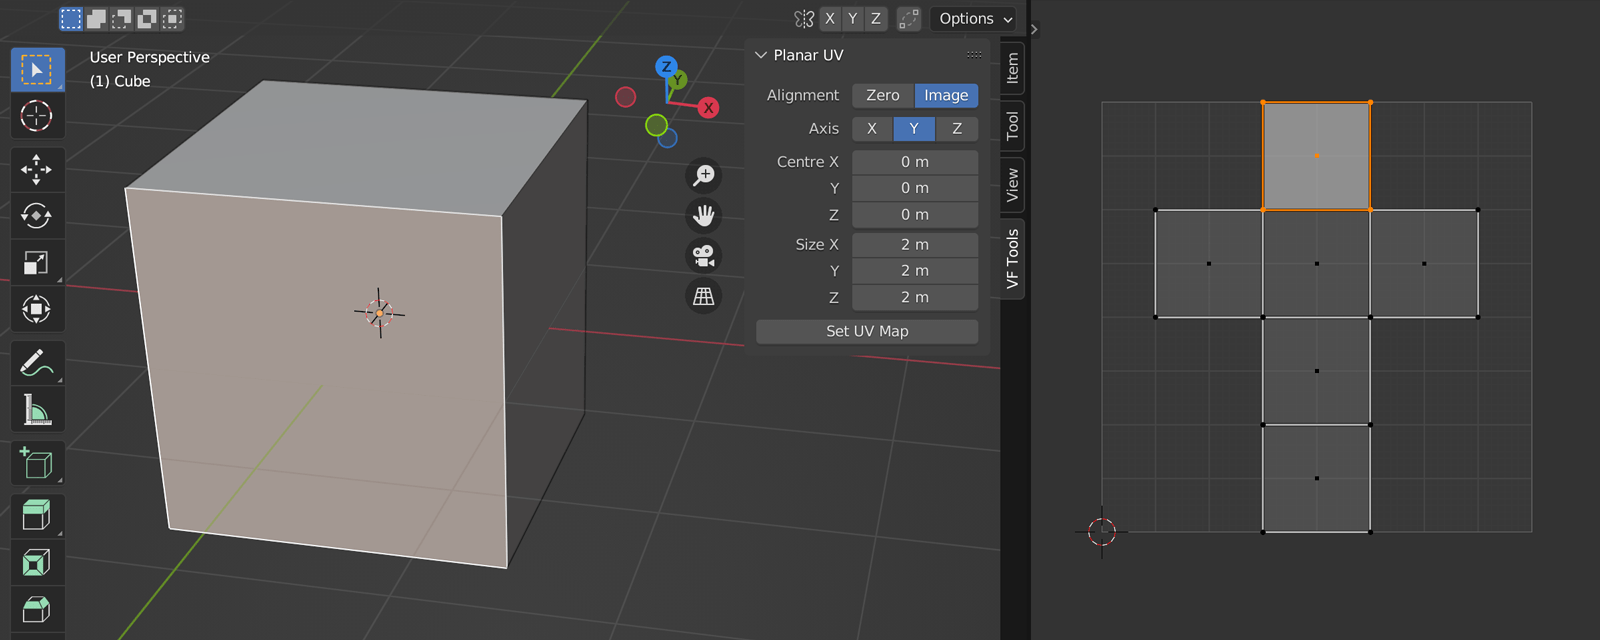 X Y Z Options
User Perspective
(1) Cube
Z
Y
X
Planar UV
Alignment Zero Image
Axis X Y Z
Centre X 0 m
Y 0 m
Z 0 m
Size X 2 m
Y 2 m
Z 2 m
Set UV Map
Item
Tool
View
VF Tools